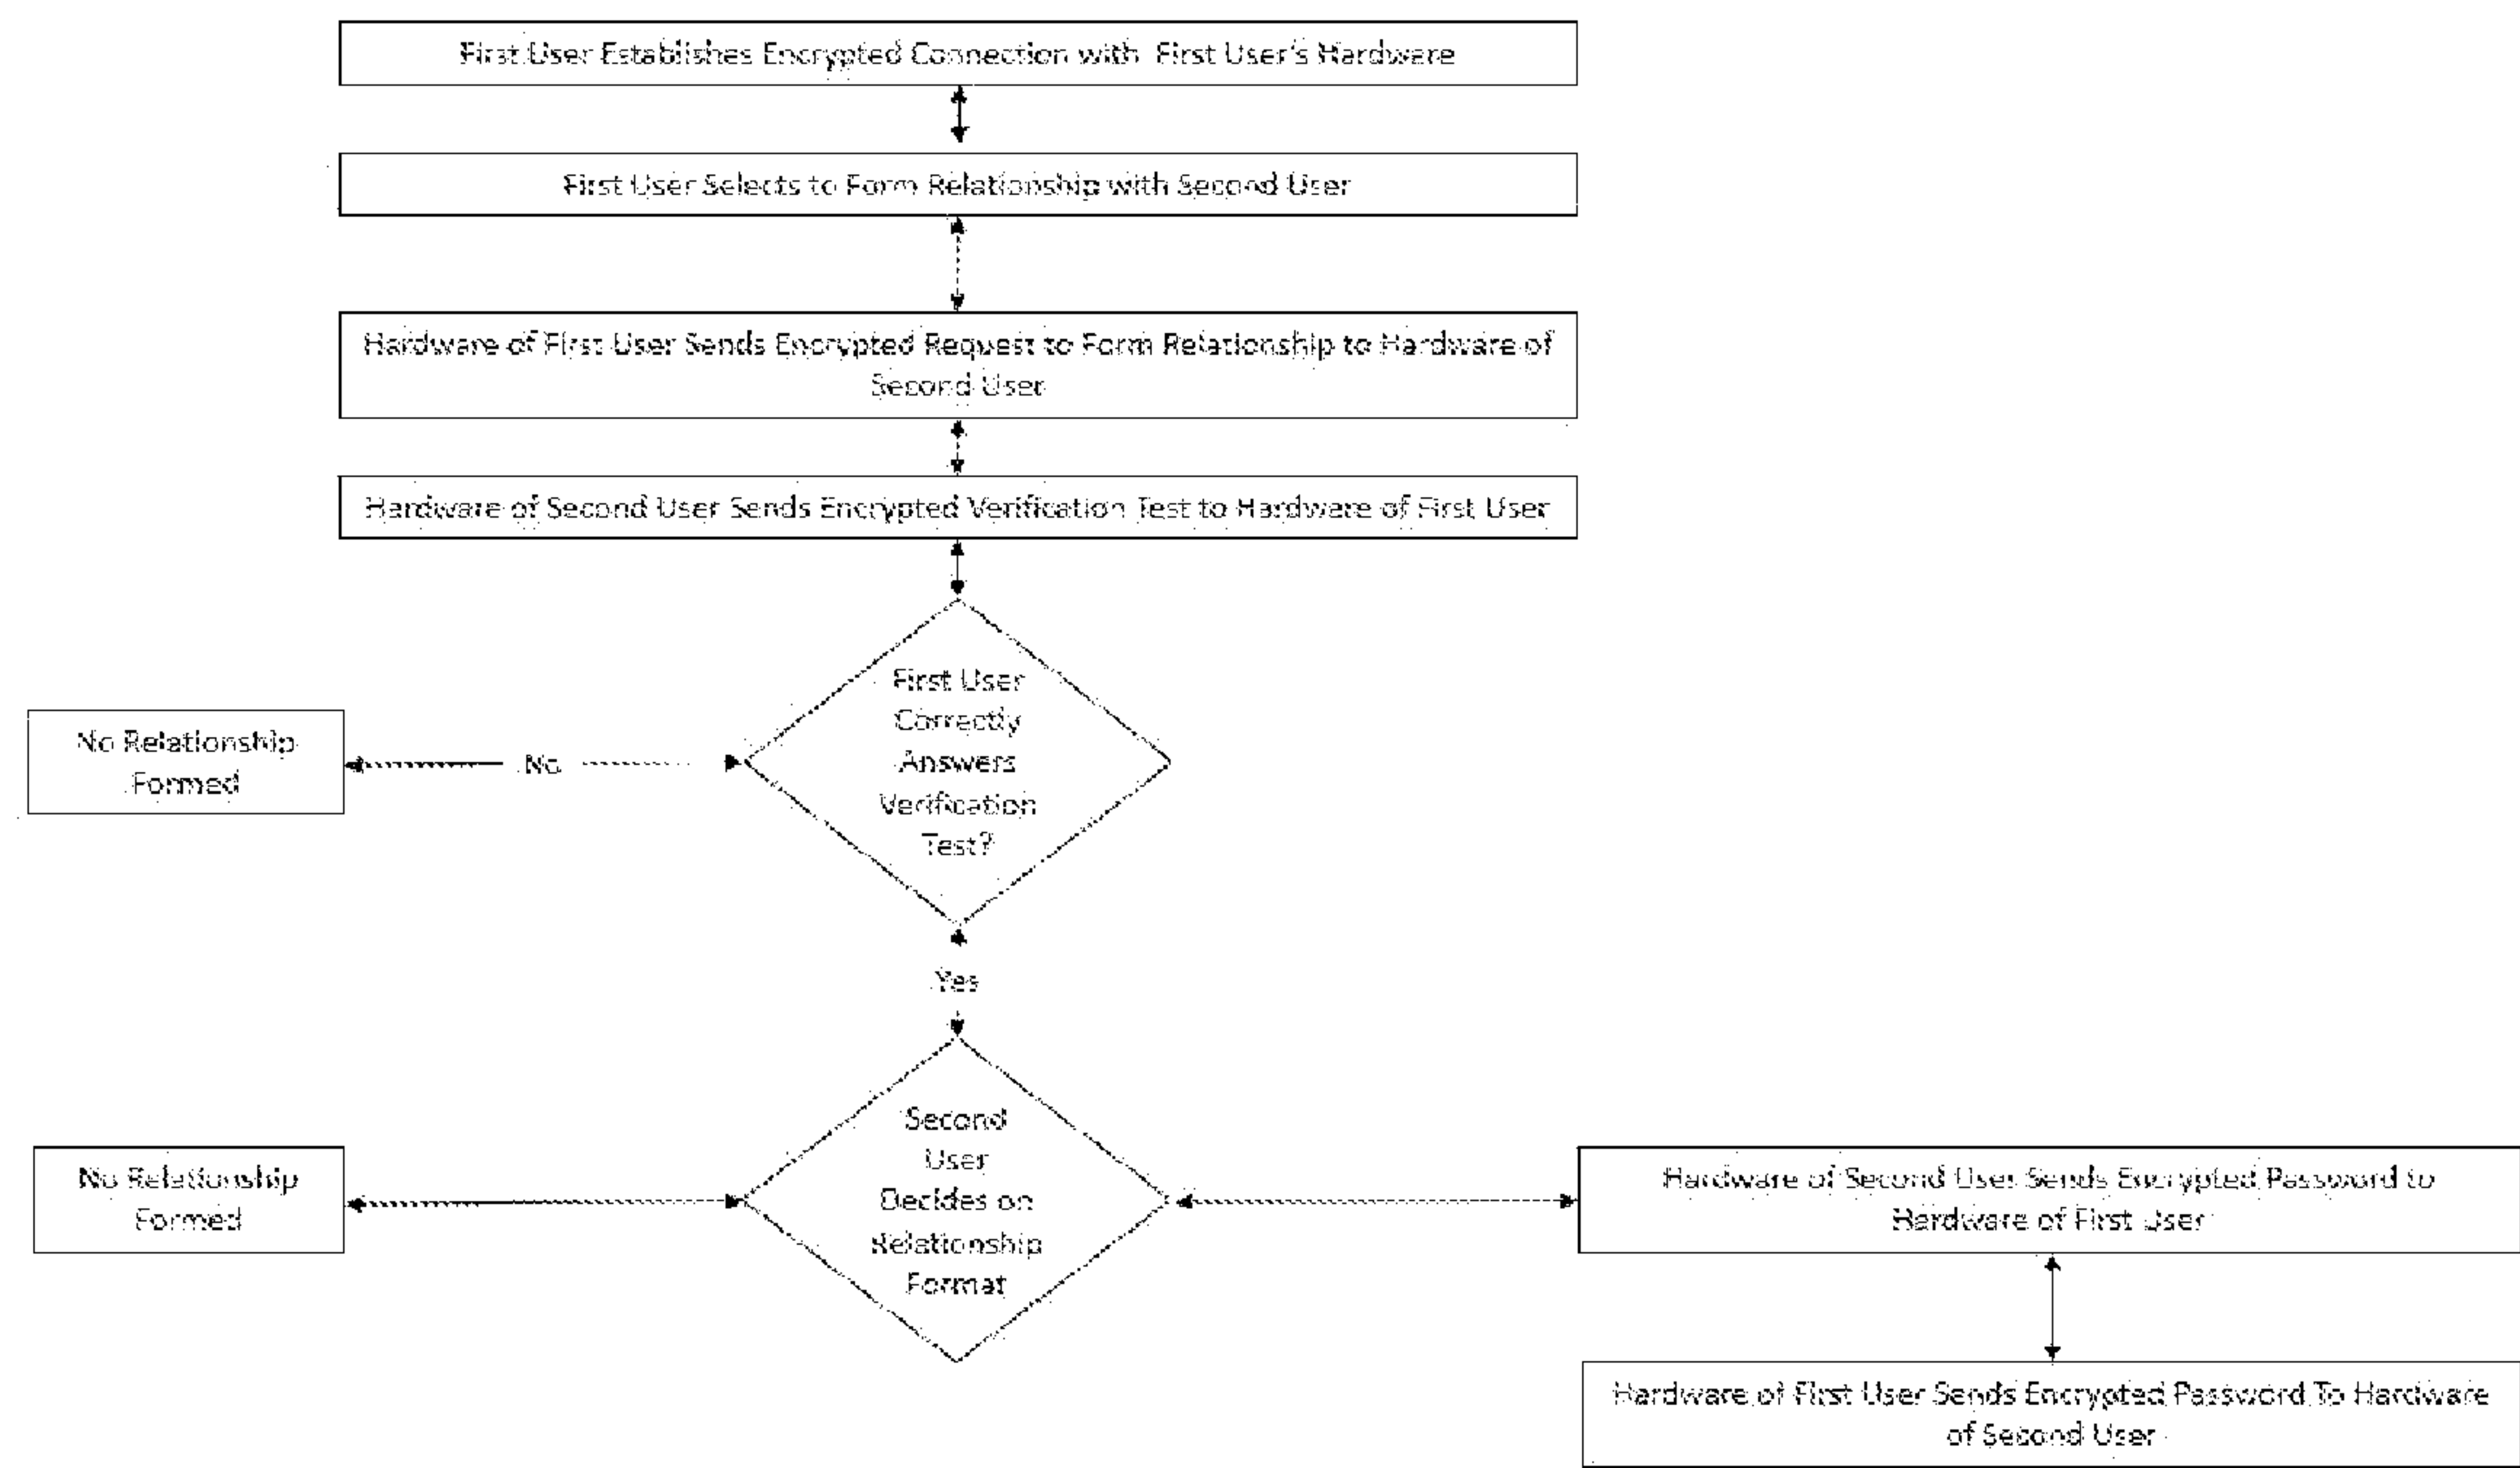 First User Establishes Encrypted Connection with First User's Hardware
First User Selects to Form Relationship with Second User
Hardware of First User Sends Encrypted Request to Form Relationship to Hardware of
Second User
Hardware of Second User Sends Encrypted Verification Test to Hardware of First User
First User
Correctly
Answers
Verification
Test?
No Relationship
Formed
No
Yes
Second
User
Decides on
Relationship
Format
No Relationship
Formed
Hardware of Second User Sends Encrypted Password to
Hardware of First User
Hardware of First User Sends Encrypted Password To Hardware
of Second User